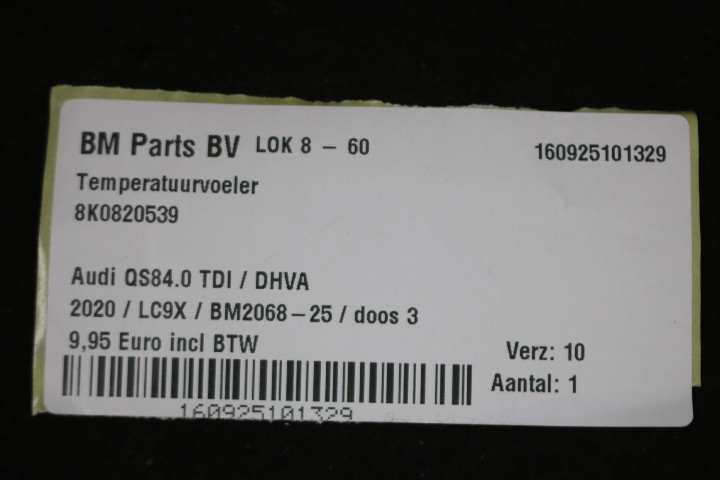 BM Parts BV LOK 8 – 60 160925101329
Temperatuurvoeler
8K0820539
Audi QS84.0 TDI / DHVA
2020 / LC9X / BM2068–25 / doos 3
9,95 Euro incl BTW
Verz: 10
Aantal: 1
160925101329